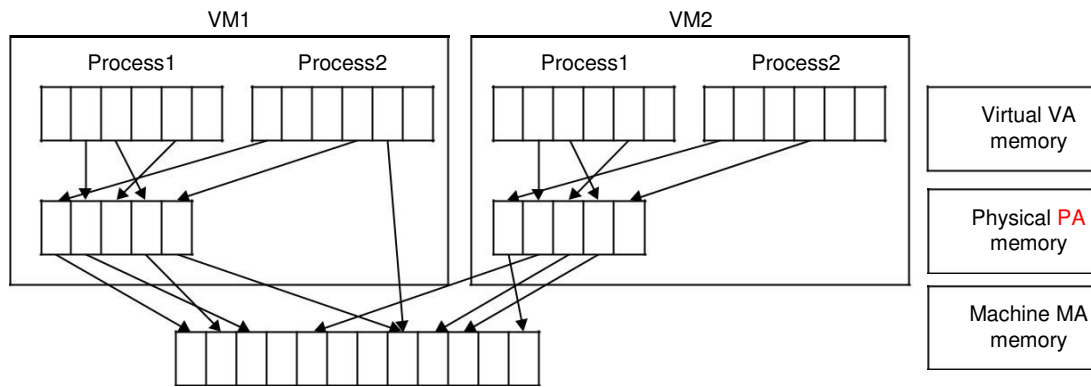 VM1
VM2
Process1
Process2
Process1
Process2
Virtual VA
memory
Physical PA
memory
Machine MA
memory